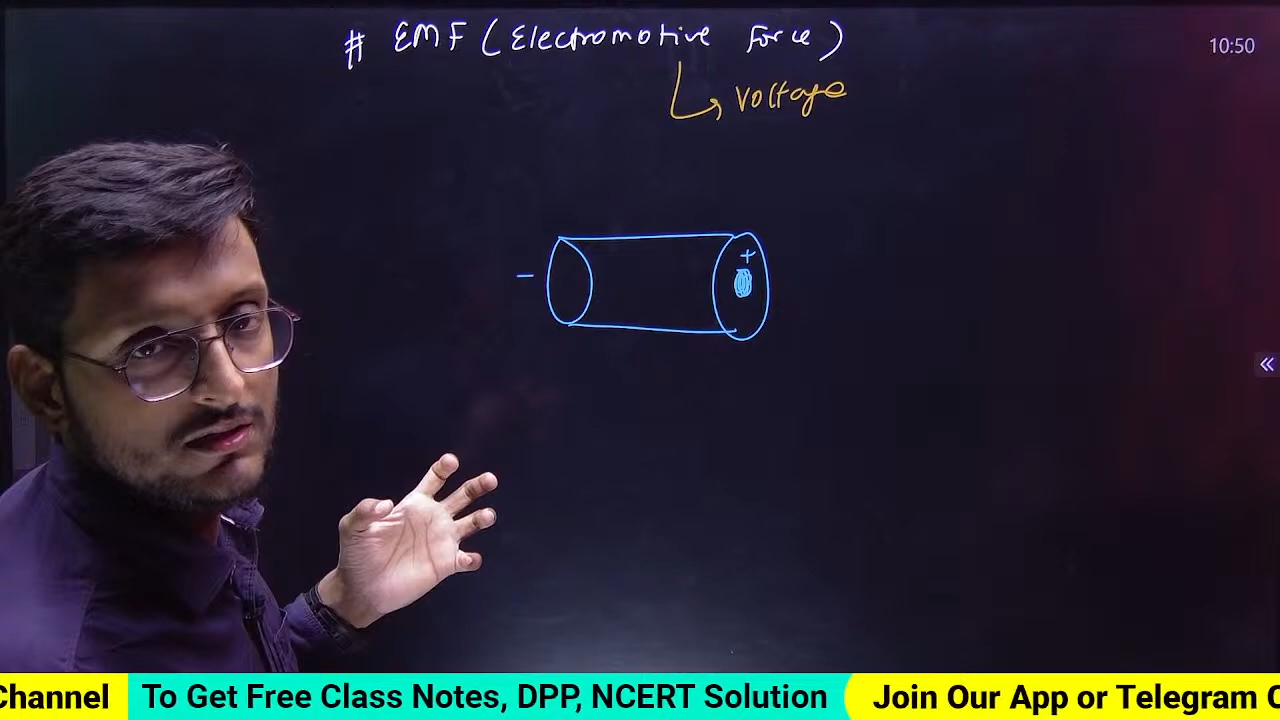 # EMF (Electromotive Force)
10:50
voltage
- +
Channel To Get Free Class Notes, DPP, NCERT Solution Join Our App or Telegram C